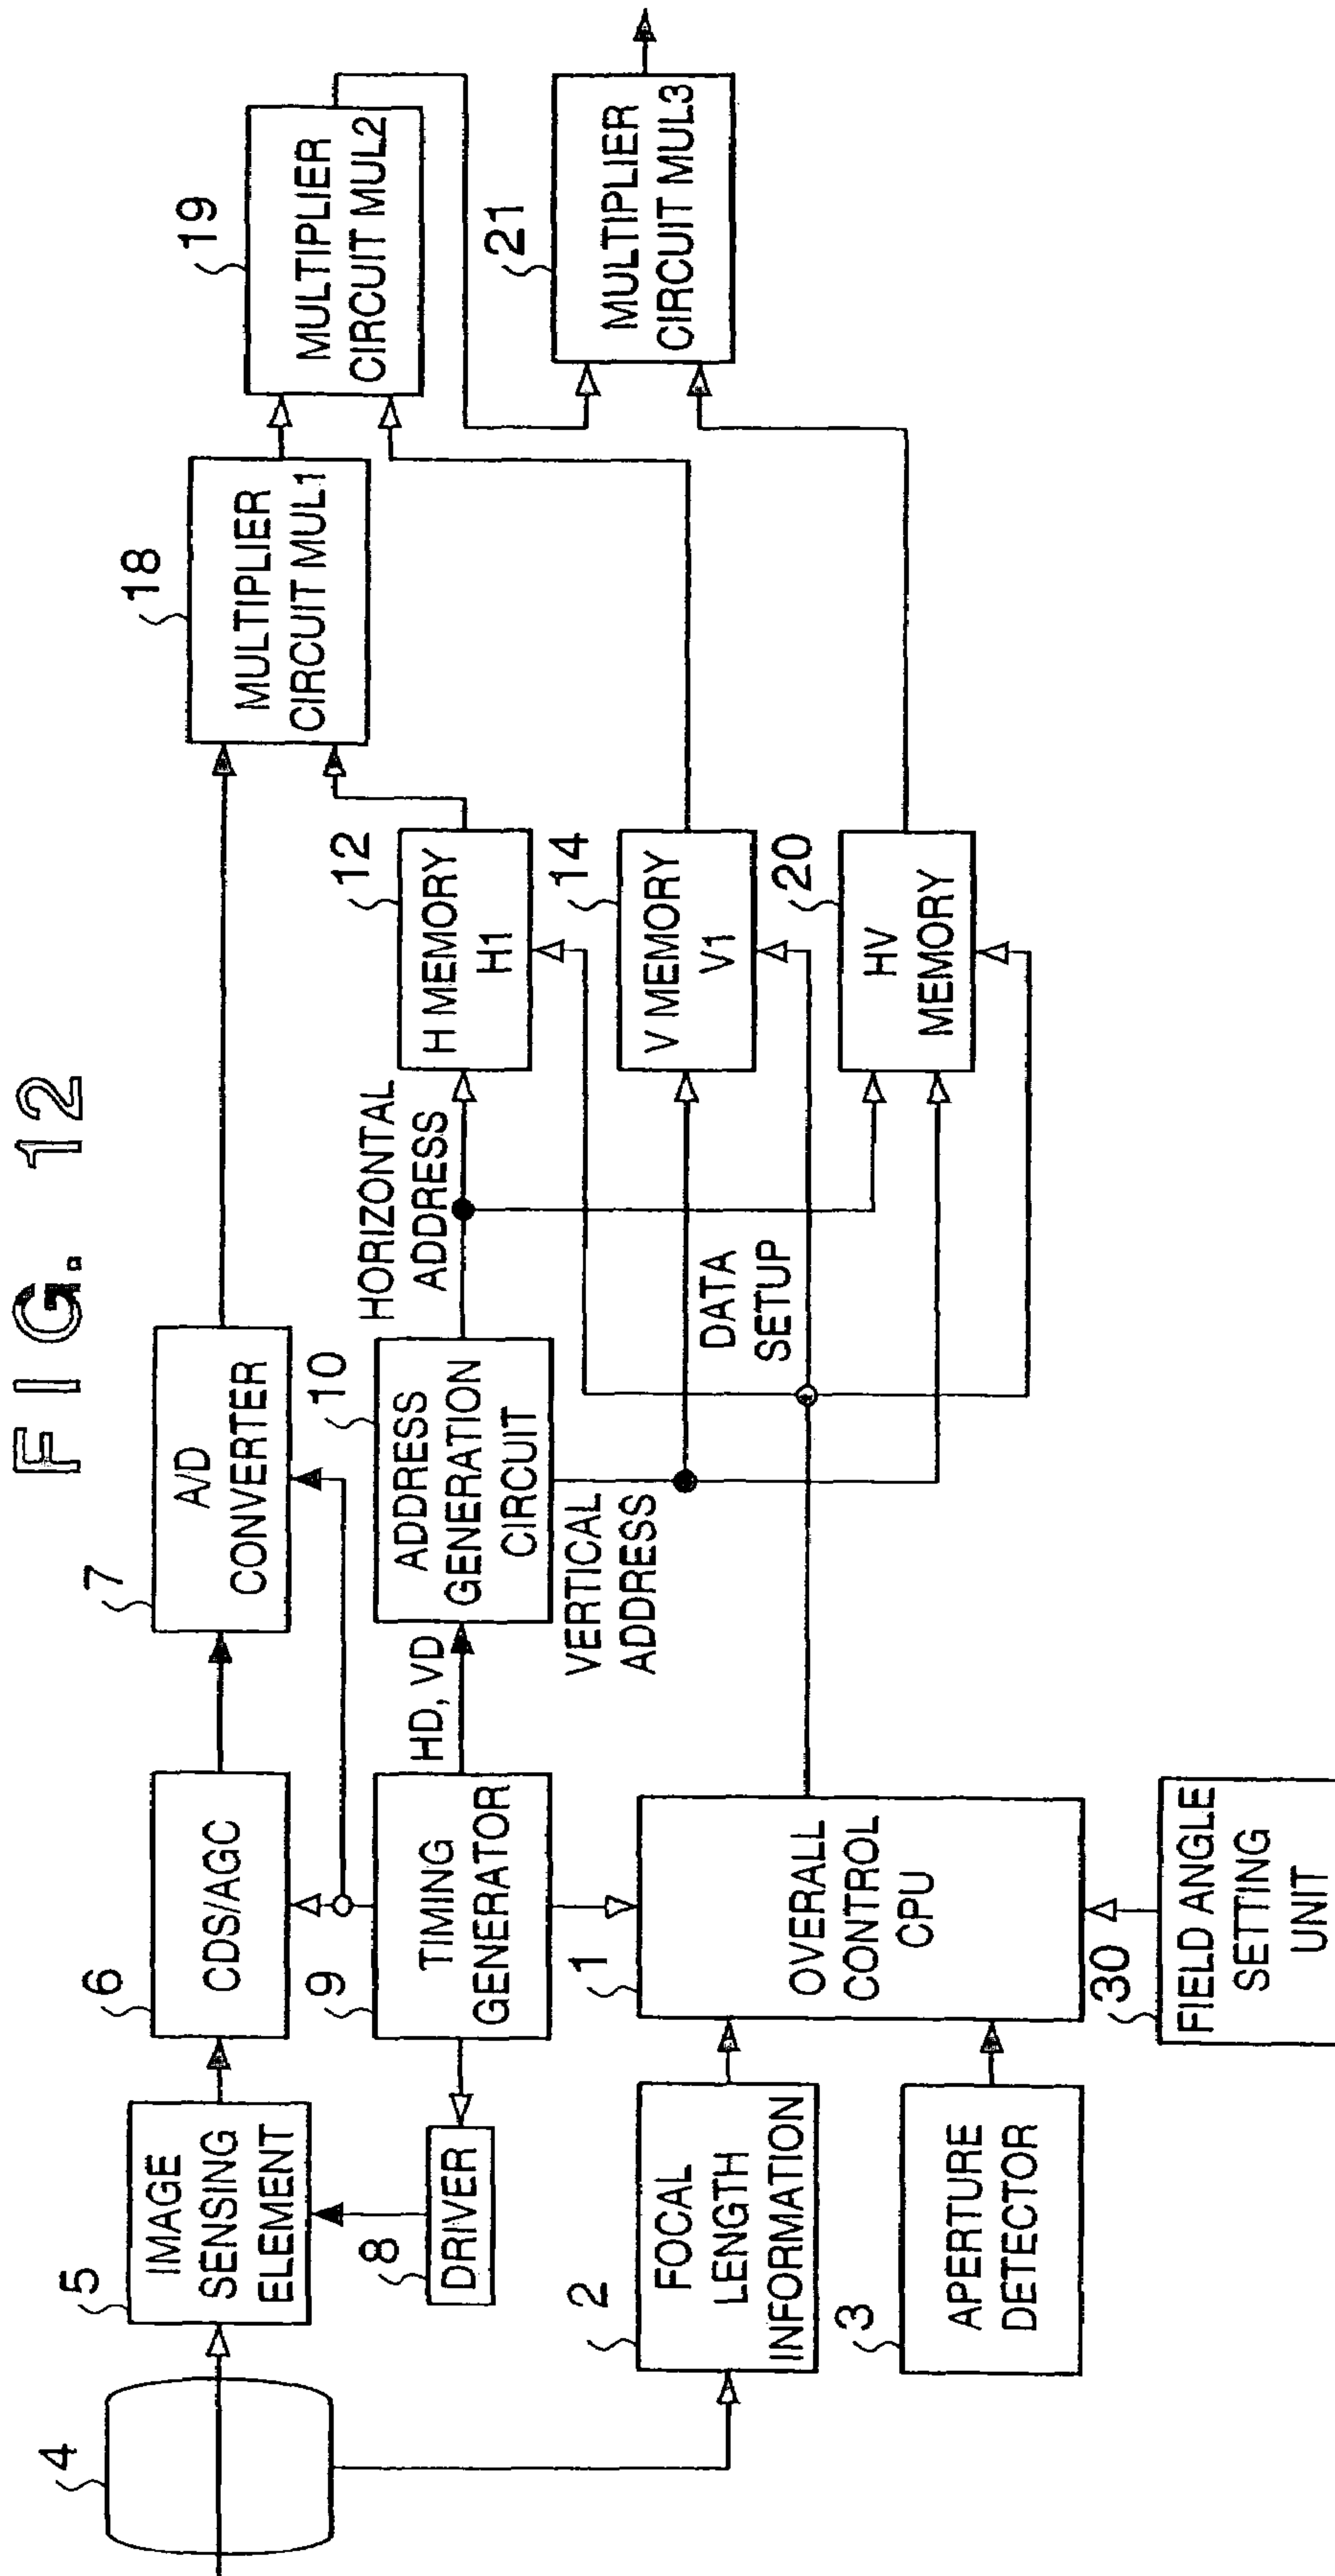 FIG. 12
4
5
IMAGE
SENSING
ELEMENT
6
CDS/AGC
7
A/D
CONVERTER
18
MULTIPLIER
CIRCUIT MUL1
19
MULTIPLIER
CIRCUIT MUL2
8
DRIVER
9
TIMING
GENERATOR
HD, VD
10
ADDRESS
GENERATION
CIRCUIT
HORIZONTAL
ADDRESS
VERTICAL
ADDRESS
12
H MEMORY
H1
21
MULTIPLIER
CIRCUIT MUL3
2
FOCAL
LENGTH
INFORMATION
1
OVERALL
CONTROL
CPU
DATA
SETUP
14
V MEMORY
V1
3
APERTURE
DETECTOR
20
HV
MEMORY
30
FIELD ANGLE
SETTING
UNIT